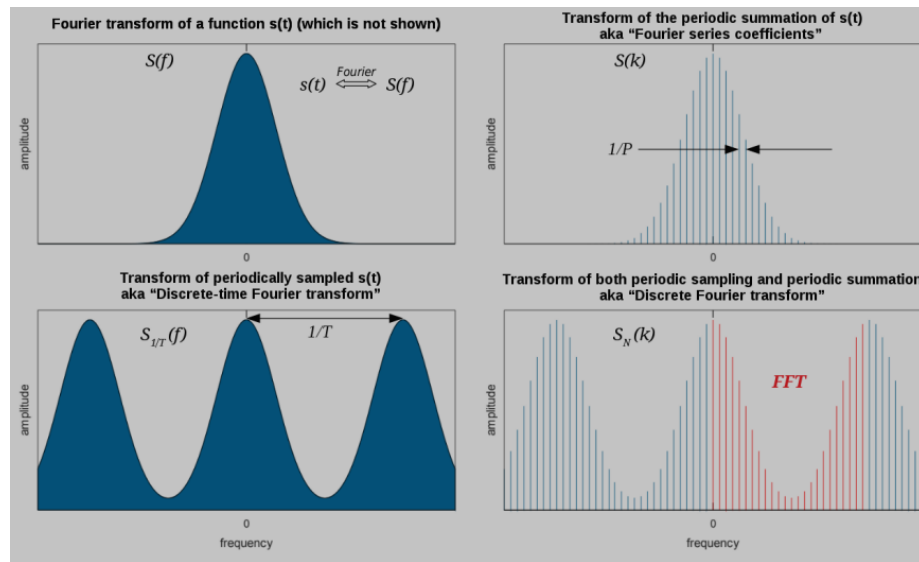 Fourier transform of a function s(t) (which is not shown)
S(f)
s(t) Fourier S(f)
amplitude
0
Transform of the periodic summation of s(t)
aka “Fourier series coefficients”
S(k)
1/P
amplitude
0
Transform of periodically sampled s(t)
aka “Discrete-time Fourier transform”
S1/T(f)
1/T
amplitude
0
frequency
Transform of both periodic sampling and periodic summation
aka “Discrete Fourier transform”
SN(k)
FFT
amplitude
0
frequency